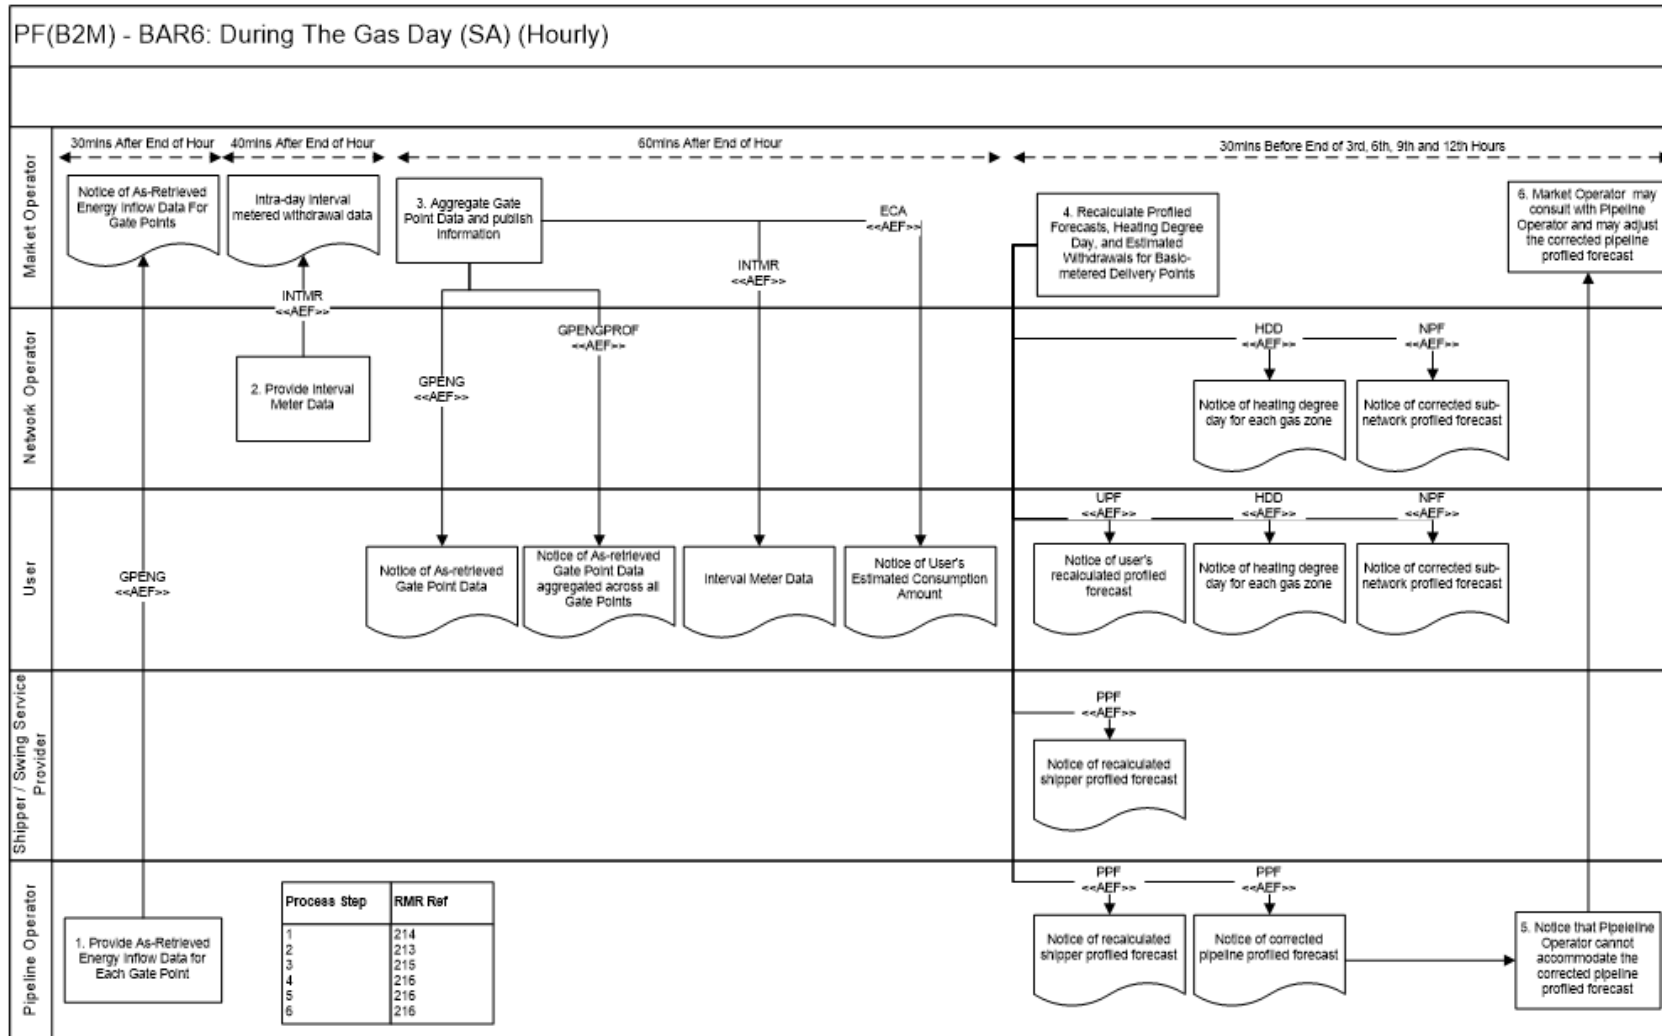 PF(B2M) - BAR6: During The Gas Day (SA) (Hourly)
Market Operator
30mins After End of Hour
40mins After End of Hour
60mins After End of Hour
30mins Before End of 3rd, 6th, 9th and 12th Hours
Notice of As-Retrieved
Energy Inflow Data For
Gate Points
Intra-day Interval
metered withdrawal data
3. Aggregate Gate
Point Data and publish
Information
ECA
<<AEF>>
INTMR
<<AEF>>
4. Recalculate Profiled
Forecasts, Heating Degree
Day, and Estimated
Withdrawals for Basic-
metered Delivery Points
6. Market Operator may
consult with Pipeline
Operator and may adjust
the corrected pipeline
profiled forecast
INTMR
<<AEF>>
Network Operator
2. Provide Interval
Meter Data
GPENG
<<AEF>>
GPENGPROF
<<AEF>>
HDD
<<AEF>>
NPF
<<AEF>>
Notice of heating degree
day for each gas zone
Notice of corrected sub-
network profiled forecast
User
GPENG
<<AEF>>
Notice of As-retrieved
Gate Point Data
Notice of As-retrieved
Gate Point Data
aggregated across all
Gate Points
Interval Meter Data
Notice of User's
Estimated Consumption
Amount
UPF
<<AEF>>
HDD
<<AEF>>
NPF
<<AEF>>
Notice of user's
recalculated profiled
forecast
Notice of heating degree
day for each gas zone
Notice of corrected sub-
network profiled forecast
Shipper / Swing Service
Provider
PPF
<<AEF>>
Notice of recalculated
shipper profiled forecast
Pipeline Operator
1. Provide As-Retrieved
Energy Inflow Data for
Each Gate Point
Process Step RMR Ref
1 214
2 213
3 215
4 216
5 216
6 216
PPF
<<AEF>>
PPF
<<AEF>>
Notice of recalculated
shipper profiled forecast
Notice of corrected
pipeline profiled forecast
5. Notice that Pipeleline
Operator cannot
accommodate the
corrected pipeline
profiled forecast